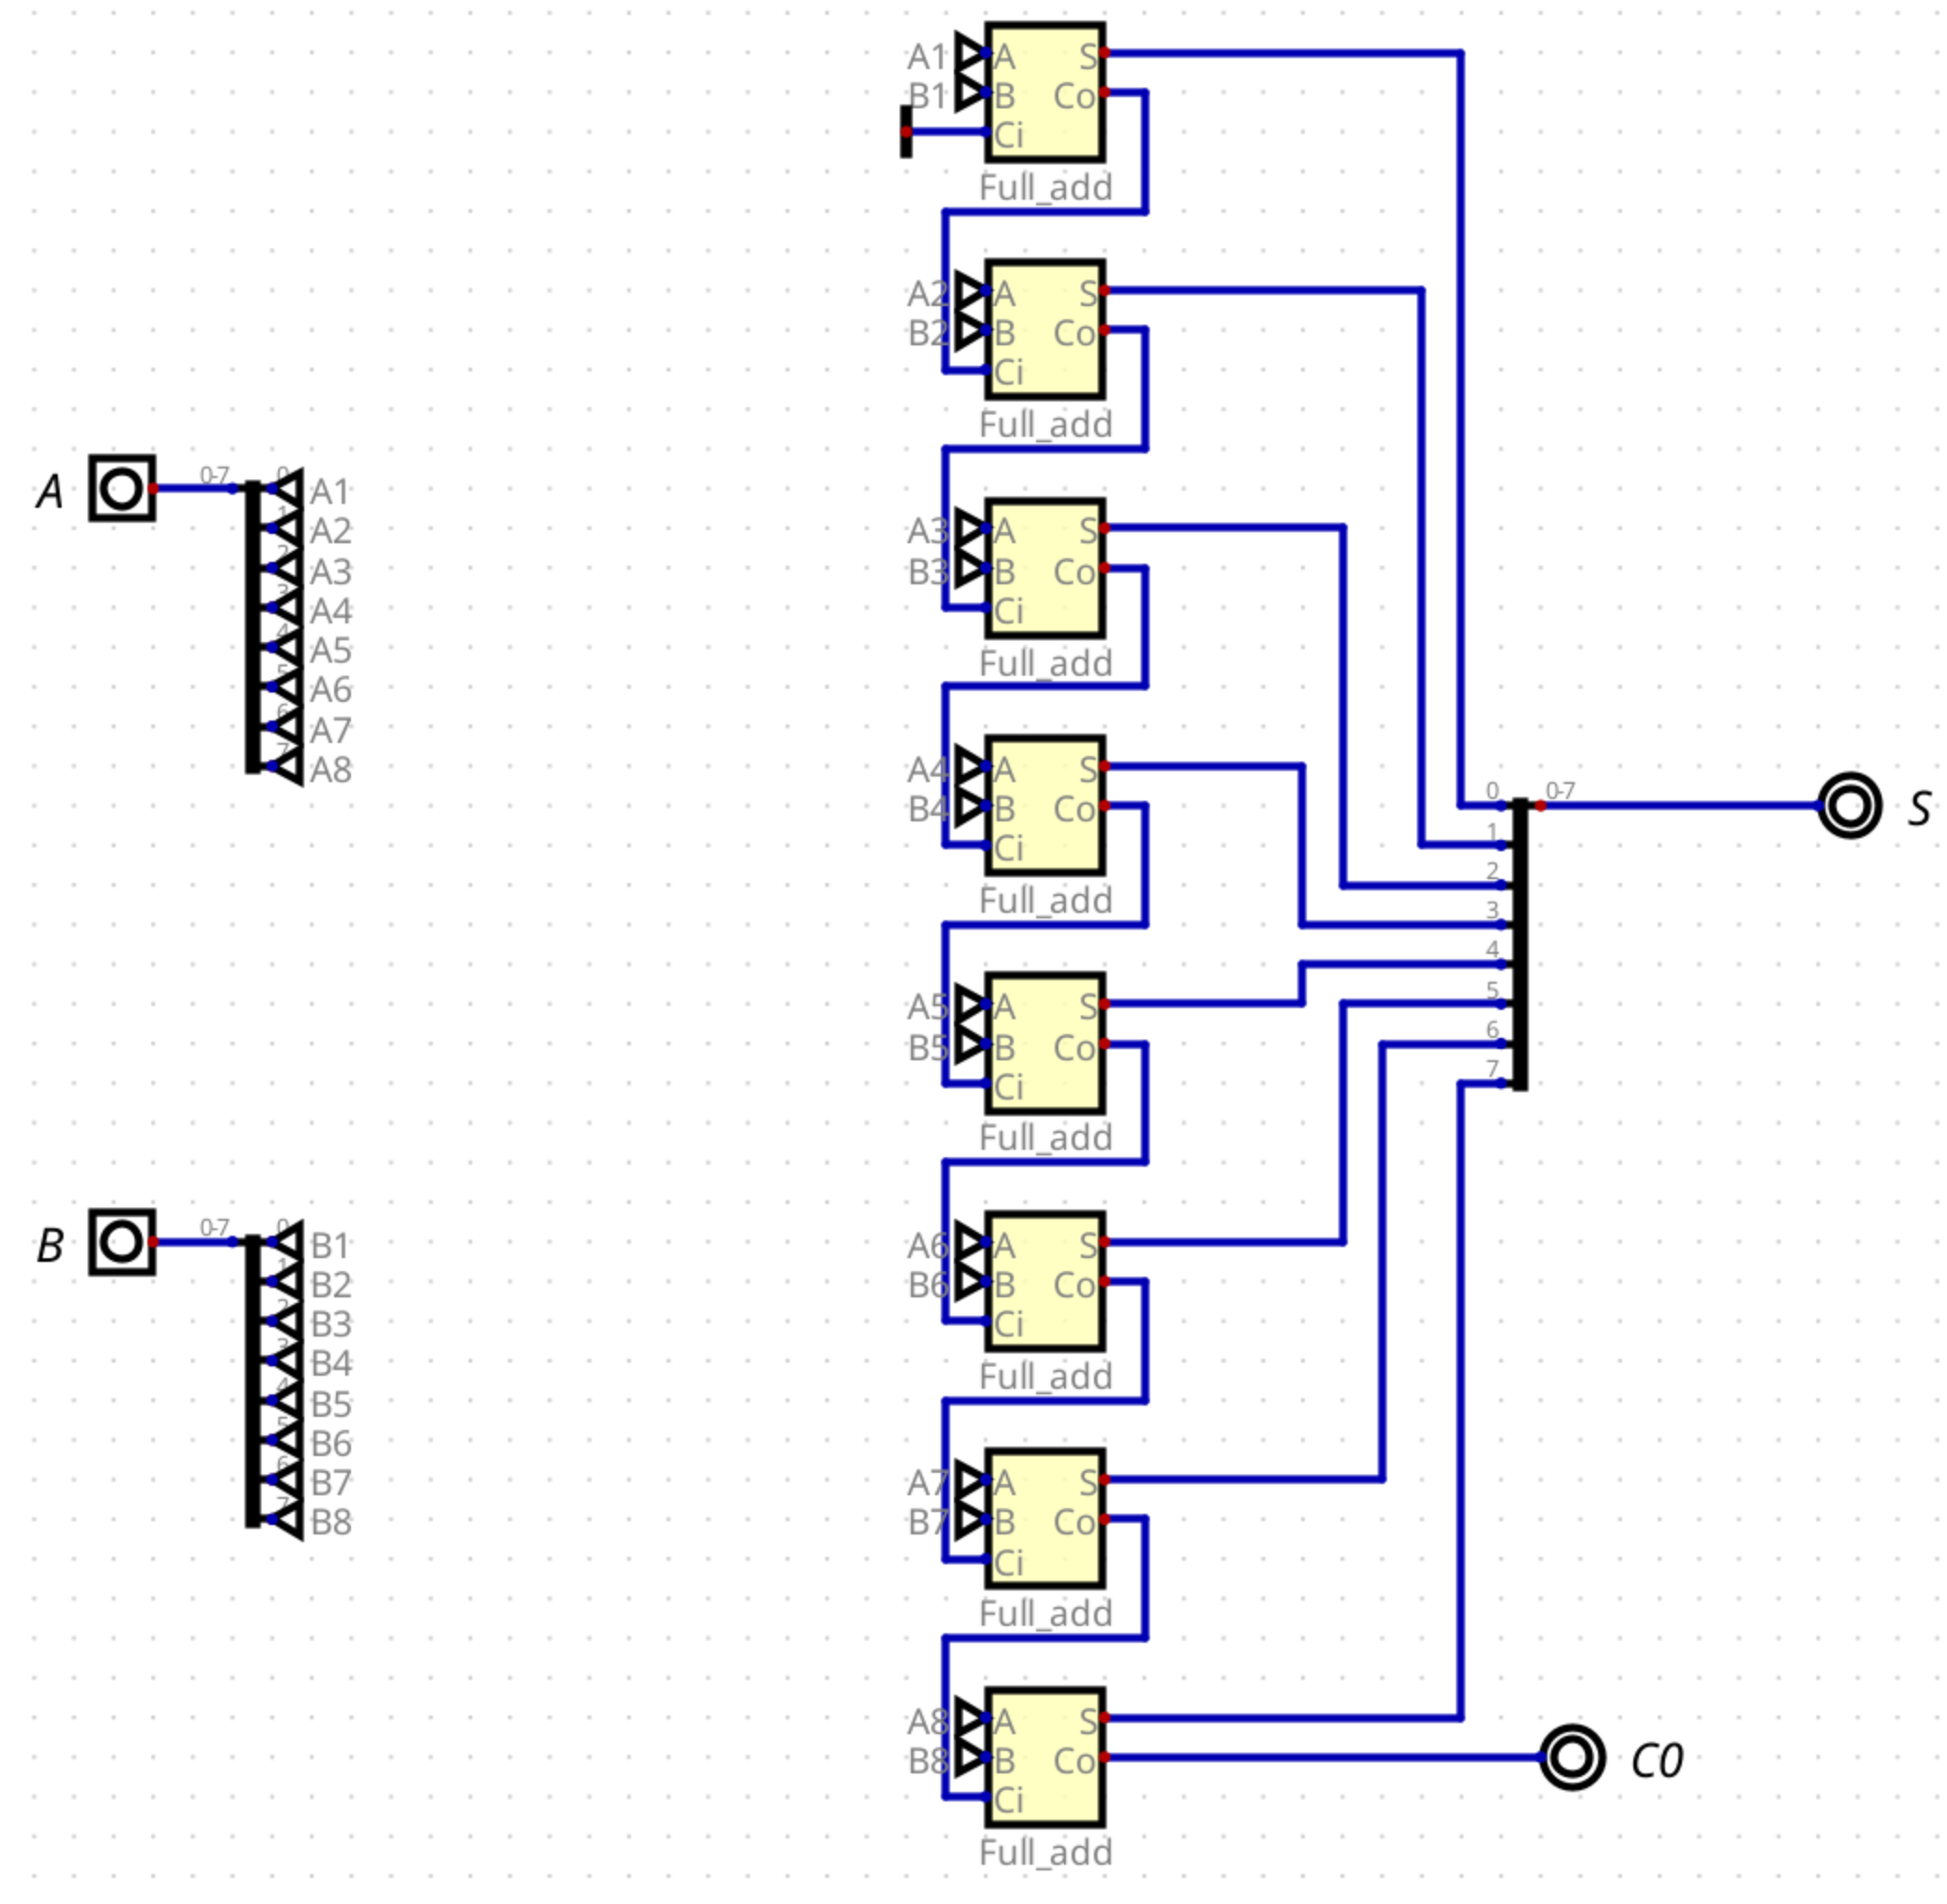 A1 A S
B1 B Co
Ci
Full_add
A2 A S
B2 B Co
Ci
Full_add
A3 A S
B3 B Co
Ci
Full_add
A4 A S
B4 B Co
Ci
Full_add
A5 A S
B5 B Co
Ci
Full_add
A6 A S
B6 B Co
Ci
Full_add
A7 A S
B7 B Co
Ci
Full_add
A8 A S
B8 B Co
Ci
Full_add
A 0-7 0 A1
1 A2
2 A3
3 A4
4 A5
5 A6
6 A7
7 A8
B 0-7 0 B1
1 B2
2 B3
3 B4
4 B5
5 B6
6 B7
7 B8
0 0-7 S
1
2
3
4
5
6
7
C0